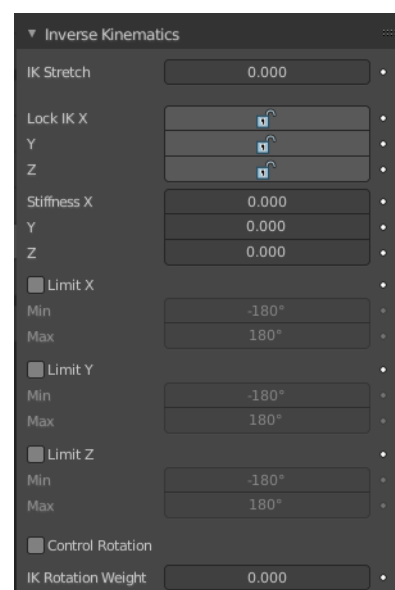 Inverse Kinematics
IK Stretch 0.000
Lock IK X
Y
Z
Stiffness X 0.000
Y 0.000
Z 0.000
Limit X
Min -180°
Max 180°
Limit Y
Min -180°
Max 180°
Limit Z
Min -180°
Max 180°
Control Rotation
IK Rotation Weight 0.000